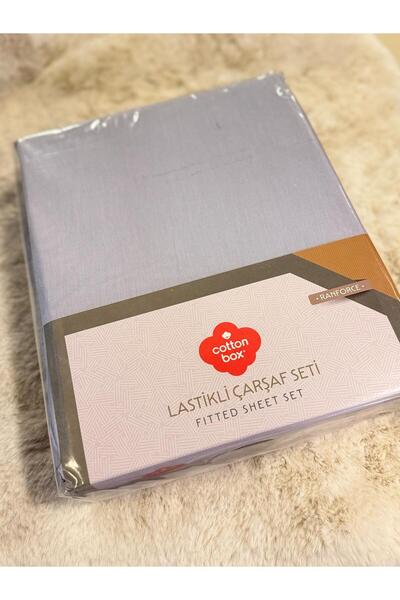 • RANFORCE •
cotton
box
LASTİKLİ ÇARŞAF SETİ
FITTED SHEET SET